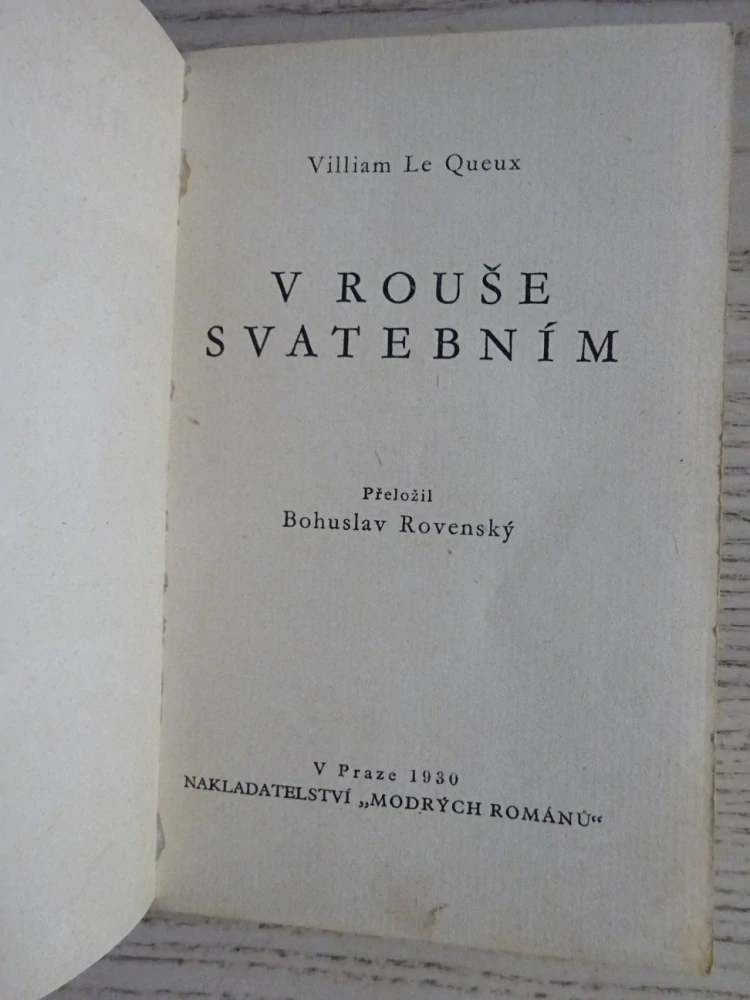 Villiam Le Queux
V ROUŠE
SVATEBNÍM
Přeložil
Bohuslav Rovenský
V Praze 1930
NAKLADATELSTVÍ „MODRÝCH ROMÁNŮ“